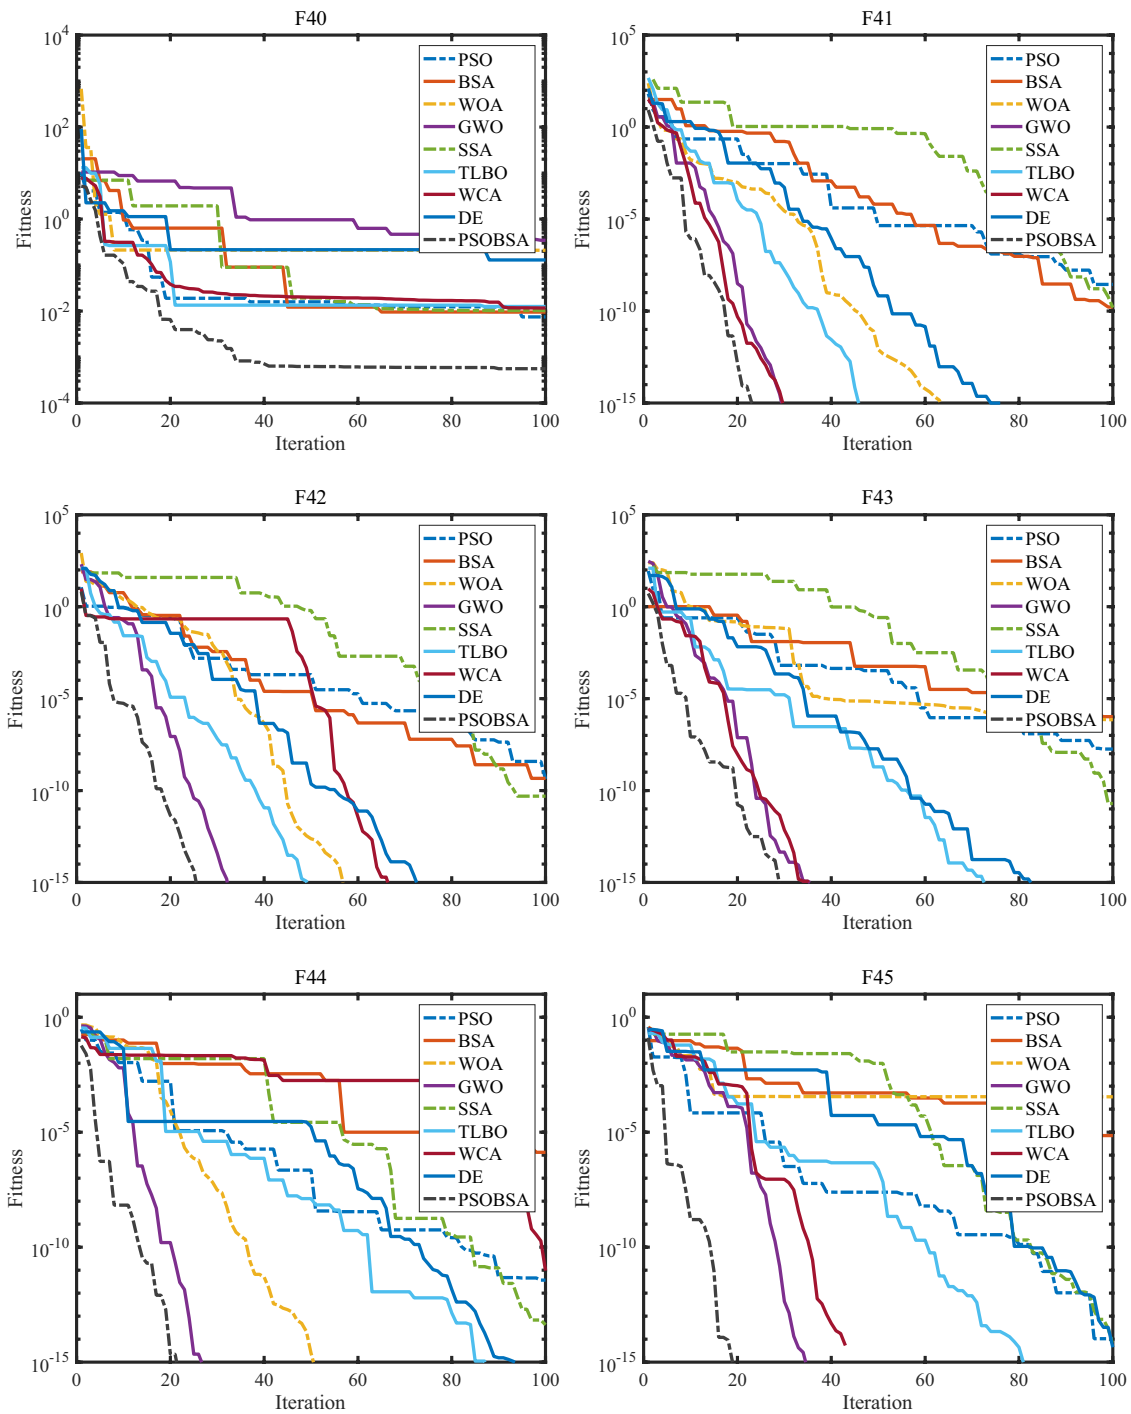 F40
10^4
10^2
10^0
10^-2
10^-4
Fitness
0 20 40 60 80 100
Iteration
PSO
BSA
WOA
GWO
SSA
TLBO
WCA
DE
PSOBSA
F41
10^5
10^0
10^-5
10^-10
10^-15
Fitness
0 20 40 60 80 100
Iteration
PSO
BSA
WOA
GWO
SSA
TLBO
WCA
DE
PSOBSA
F42
10^5
10^0
10^-5
10^-10
10^-15
Fitness
0 20 40 60 80 100
Iteration
PSO
BSA
WOA
GWO
SSA
TLBO
WCA
DE
PSOBSA
F43
10^5
10^0
10^-5
10^-10
10^-15
Fitness
0 20 40 60 80 100
Iteration
PSO
BSA
WOA
GWO
SSA
TLBO
WCA
DE
PSOBSA
F44
10^0
10^-5
10^-10
10^-15
Fitness
0 20 40 60 80 100
Iteration
PSO
BSA
WOA
GWO
SSA
TLBO
WCA
DE
PSOBSA
F45
10^0
10^-5
10^-10
10^-15
Fitness
0 20 40 60 80 100
Iteration
PSO
BSA
WOA
GWO
SSA
TLBO
WCA
DE
PSOBSA